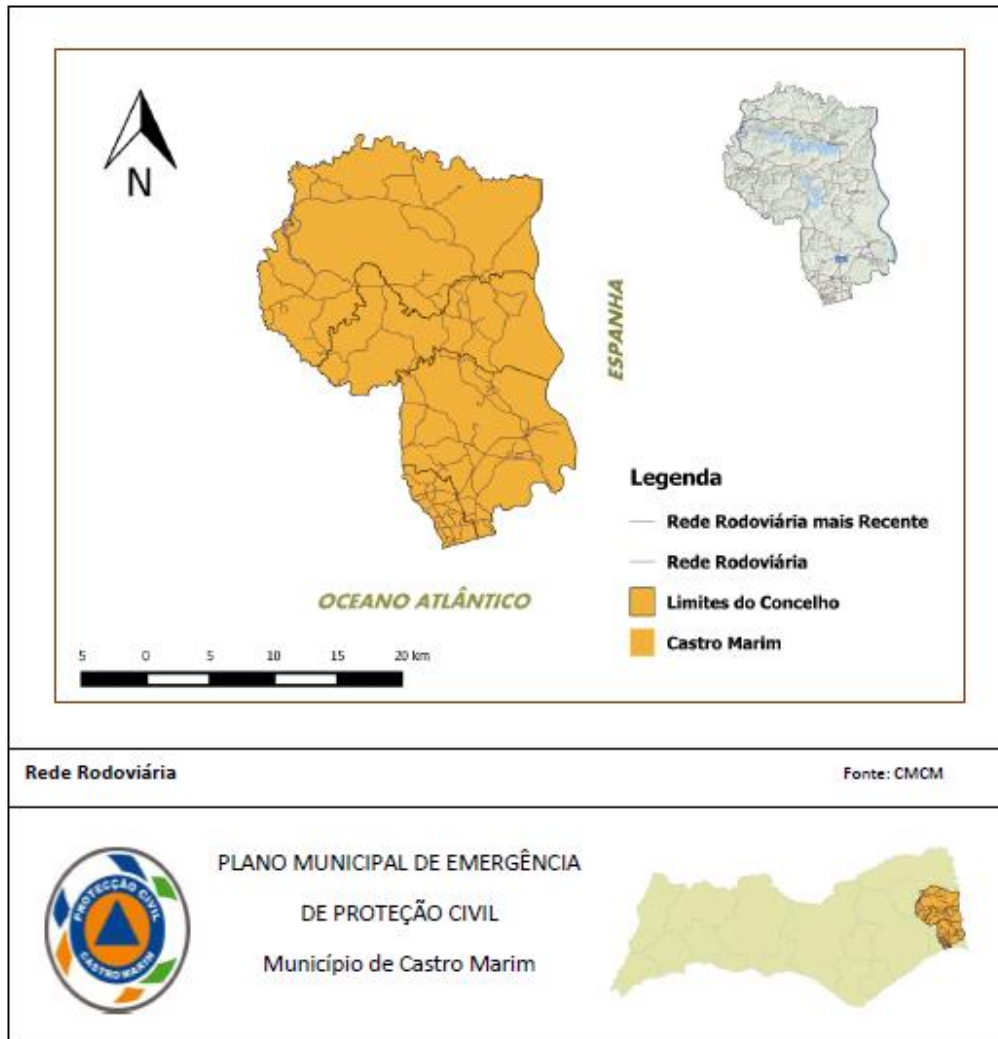 N
ESPANHA
Legenda
Rede Rodoviária mais Recente
Rede Rodoviária
Limites do Concelho
Castro Marim
OCEANO ATLÂNTICO
5 0 5 10 15 20 km
Rede Rodoviária
Fonte: CMCM
PROTECÇÃO CIVIL
CASTRO MARIM
PLANO MUNICIPAL DE EMERGÊNCIA
DE PROTEÇÃO CIVIL
Município de Castro Marim